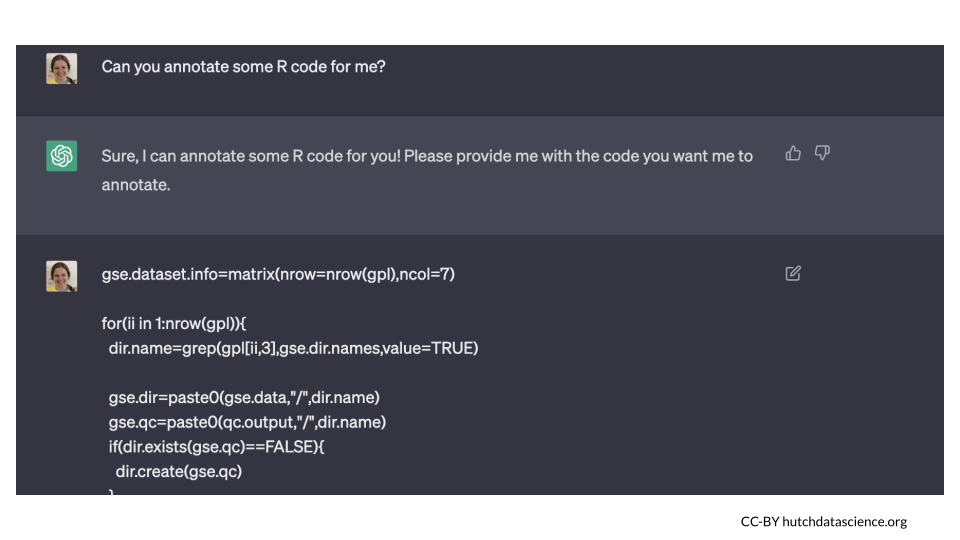 Can you annotate some R code for me?
Sure, I can annotate some R code for you! Please provide me with the code you want me to
annotate.
gse.dataset.info=matrix(nrow=nrow(gpl),ncol=7)
for(ii in 1:nrow(gpl)){
dir.name=grep(gpl[ii,3],gse.dir.names,value=TRUE)
gse.dir=paste0(gse.data,"/",dir.name)
gse.qc=paste0(qc.output,"/",dir.name)
if(dir.exists(gse.qc)==FALSE){
dir.create(gse.qc)
}
CC-BY hutchdatascience.org